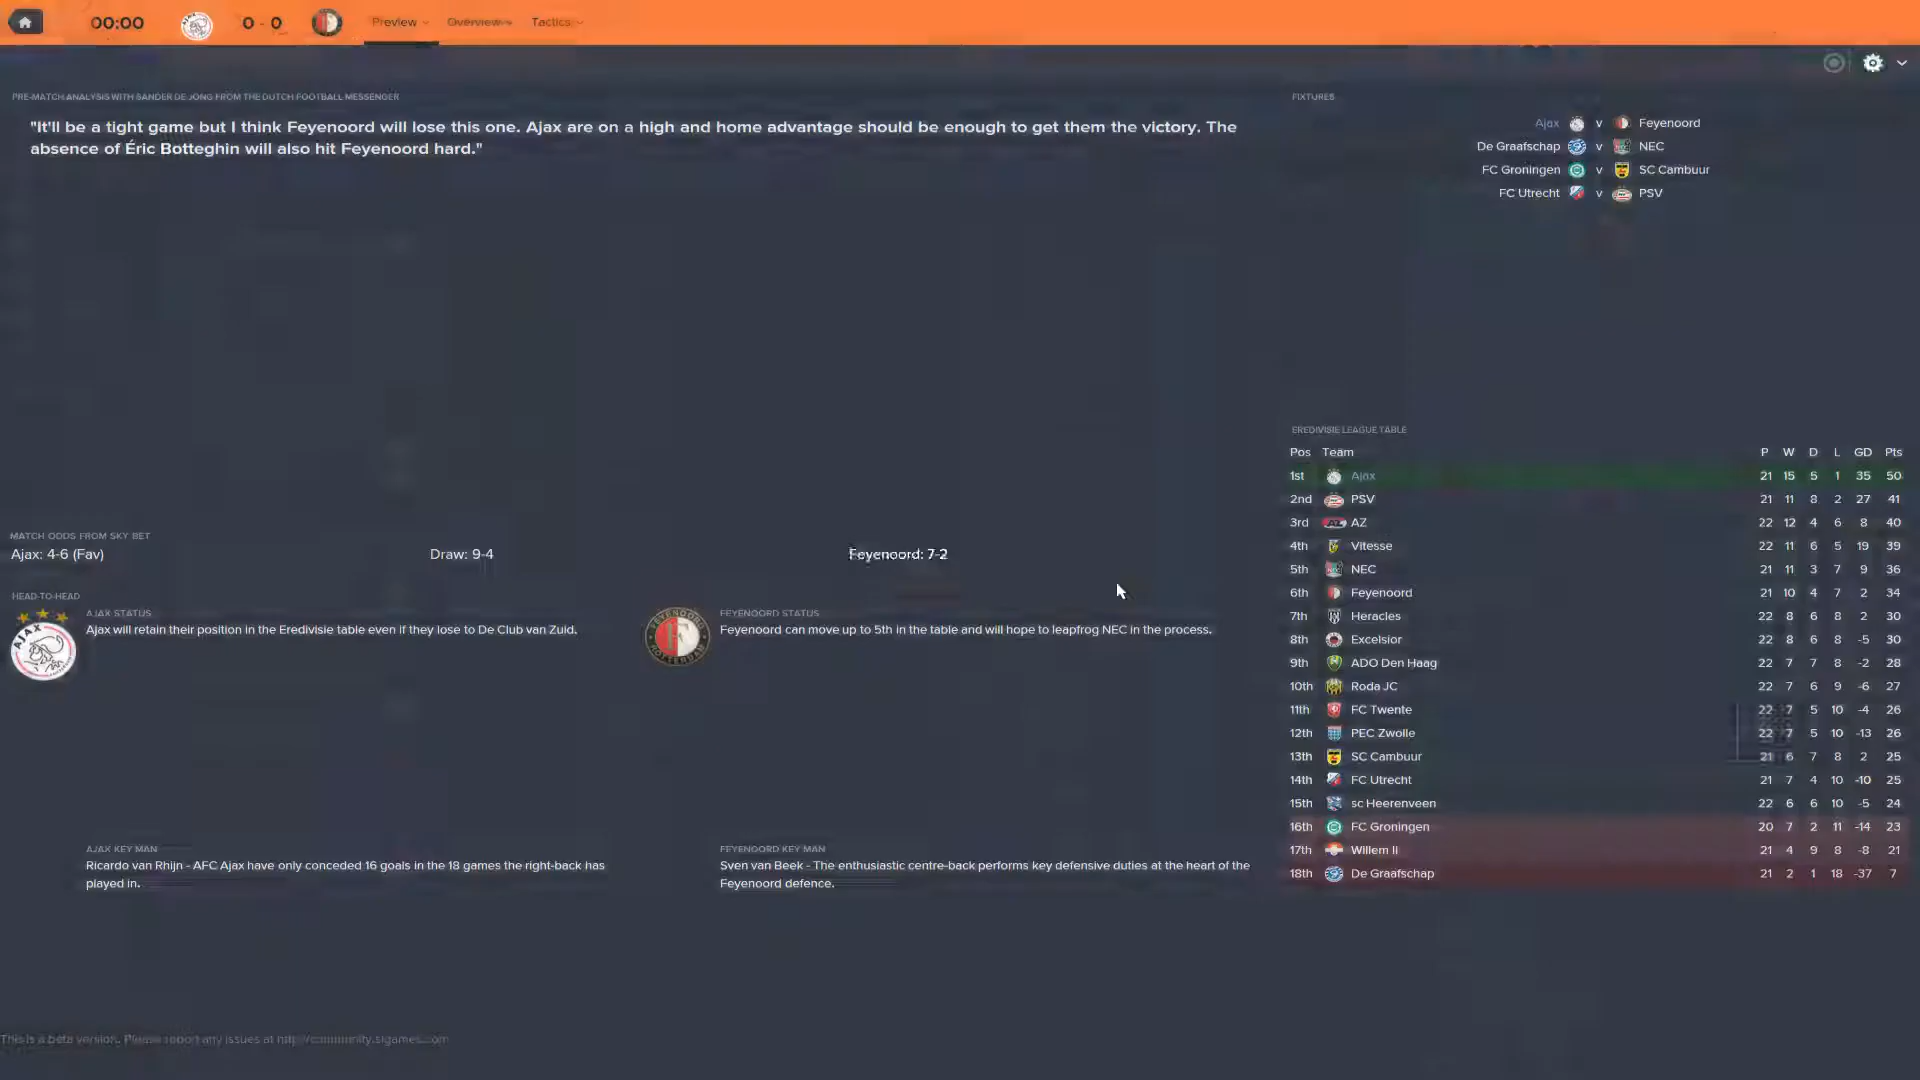 00:00
0 - 0
Preview
Overview
Tactics
PRE-MATCH ANALYSIS WITH SANDER DE JONG FROM THE DUTCH FOOTBALL MESSENGER
"It'll be a tight game but I think Feyenoord will lose this one. Ajax are on a high and home advantage should be enough to get them the victory. The
absence of Éric Botteghin will also hit Feyenoord hard."
FIXTURES
Ajax v Feyenoord
De Graafschap v NEC
FC Groningen v SC Cambuur
FC Utrecht v PSV
MATCH ODDS FROM SKY BET
Ajax: 4-6 (Fav)
Draw: 9-4
Feyenoord: 7-2
HEAD-TO-HEAD
AJAX
AJAX STATUS
Ajax will retain their position in the Eredivisie table even if they lose to De Club van Zuid.
FEYENOORD
ROTTERDAM
FEYENOORD STATUS
Feyenoord can move up to 5th in the table and will hope to leapfrog NEC in the process.
AJAX KEY MAN
Ricardo van Rhijn - AFC Ajax have only conceded 16 goals in the 18 games the right-back has
played in.
FEYENOORD KEY MAN
Sven van Beek - The enthusiastic centre-back performs key defensive duties at the heart of the
Feyenoord defence.
EREDIVISIE LEAGUE TABLE
Pos Team P W D L GD Pts
1st Ajax 21 15 5 1 35 50
2nd PSV 21 11 8 2 27 41
3rd AZ 22 12 4 6 8 40
4th Vitesse 22 11 6 5 19 39
5th NEC 21 11 3 7 9 36
6th Feyenoord 21 10 4 7 2 34
7th Heracles 22 8 6 8 2 30
8th Excelsior 22 8 6 8 -5 30
9th ADO Den Haag 22 7 7 8 -2 28
10th Roda JC 22 7 6 9 -6 27
11th FC Twente 22 7 5 10 -4 26
12th PEC Zwolle 22 7 5 10 -13 26
13th SC Cambuur 21 6 7 8 2 25
14th FC Utrecht 21 7 4 10 -10 25
15th sc Heerenveen 22 6 6 10 -5 24
16th FC Groningen 20 7 2 11 -14 23
17th Willem II 21 4 9 8 -8 21
18th De Graafschap 21 2 1 18 -37 7
This is a beta version. Please report any issues at http://community.sigames.com